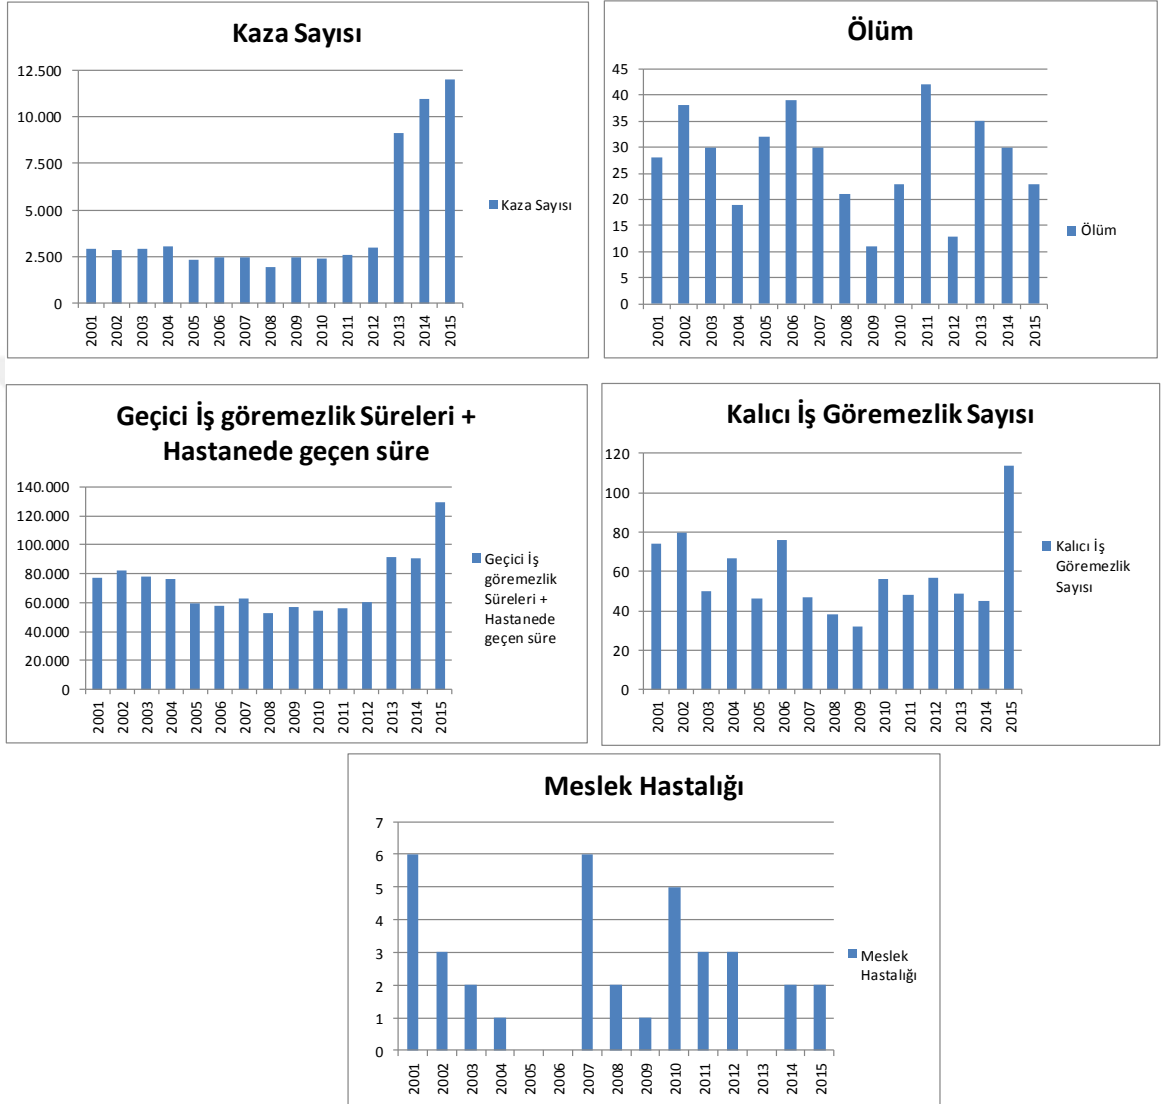 Kaza Sayısı
12.500
10.000
7.500
5.000
2.500
0
2001 2002 2003 2004 2005 2006 2007 2008 2009 2010 2011 2012 2013 2014 2015
Kaza Sayısı
Ölüm
45
40
35
30
25
20
15
10
5
0
2001 2002 2003 2004 2005 2006 2007 2008 2009 2010 2011 2012 2013 2014 2015
Ölüm
Geçici İş göremezlik Süreleri +
Hastanede geçen süre
140.000
120.000
100.000
80.000
60.000
40.000
20.000
0
2001 2002 2003 2004 2005 2006 2007 2008 2009 2010 2011 2012 2013 2014 2015
Geçici İş
göremezlik
Süreleri +
Hastanede
geçen süre
Kalıcı İş Göremezlik Sayısı
120
100
80
60
40
20
0
2001 2002 2003 2004 2005 2006 2007 2008 2009 2010 2011 2012 2013 2014 2015
Kalıcı İş
Göremezlik
Sayısı
Meslek Hastalığı
7
6
5
4
3
2
1
0
2001 2002 2003 2004 2005 2006 2007 2008 2009 2010 2011 2012 2013 2014 2015
Meslek
Hastalığı